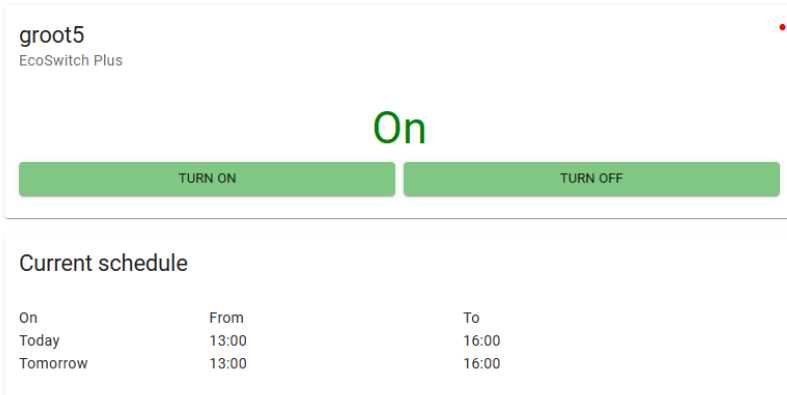 groot5
EcoSwitch Plus
On
TURN ON TURN OFF
Current schedule
On From To
Today 13:00 16:00
Tomorrow 13:00 16:00